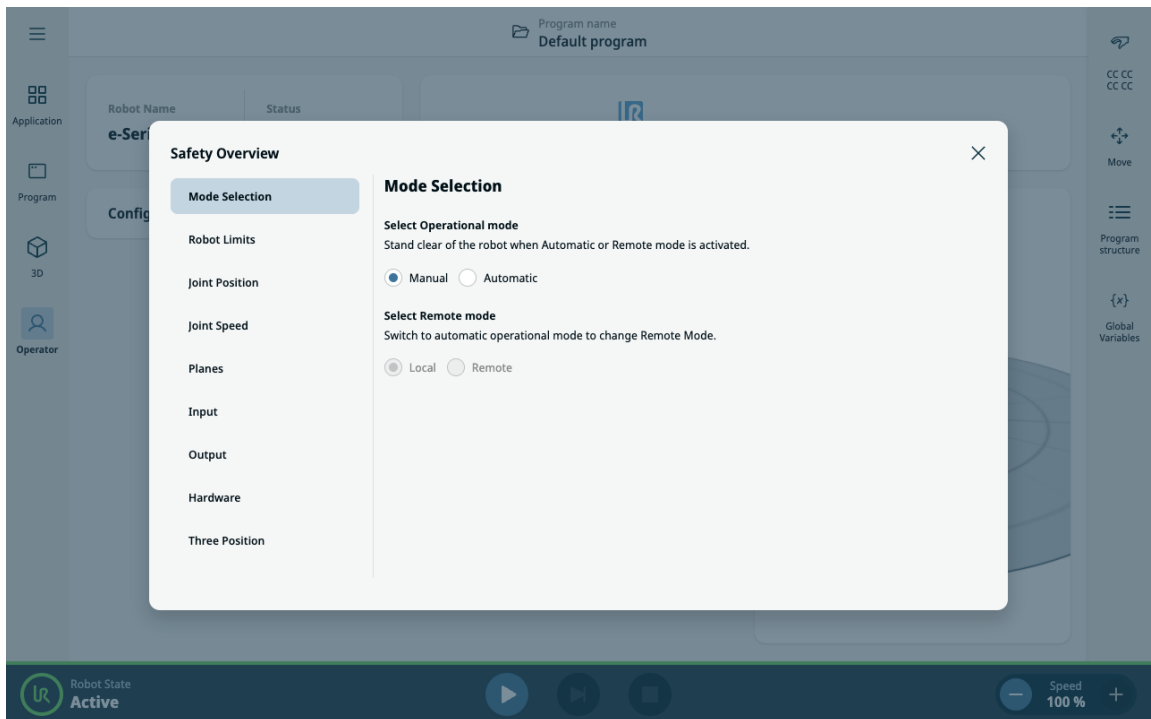 Program name
Default program
Application
Program
3D
Operator
Robot Name
Status
e-Seri
Config
Safety Overview
Mode Selection
Robot Limits
Joint Position
Joint Speed
Planes
Input
Output
Hardware
Three Position
Mode Selection
Select Operational mode
Stand clear of the robot when Automatic or Remote mode is activated.
Manual Automatic
Select Remote mode
Switch to automatic operational mode to change Remote Mode.
Local Remote
CC CC
CC CC
Move
Program
structure
{x}
Global
Variables
UR
Robot State
Active
Speed
100 %